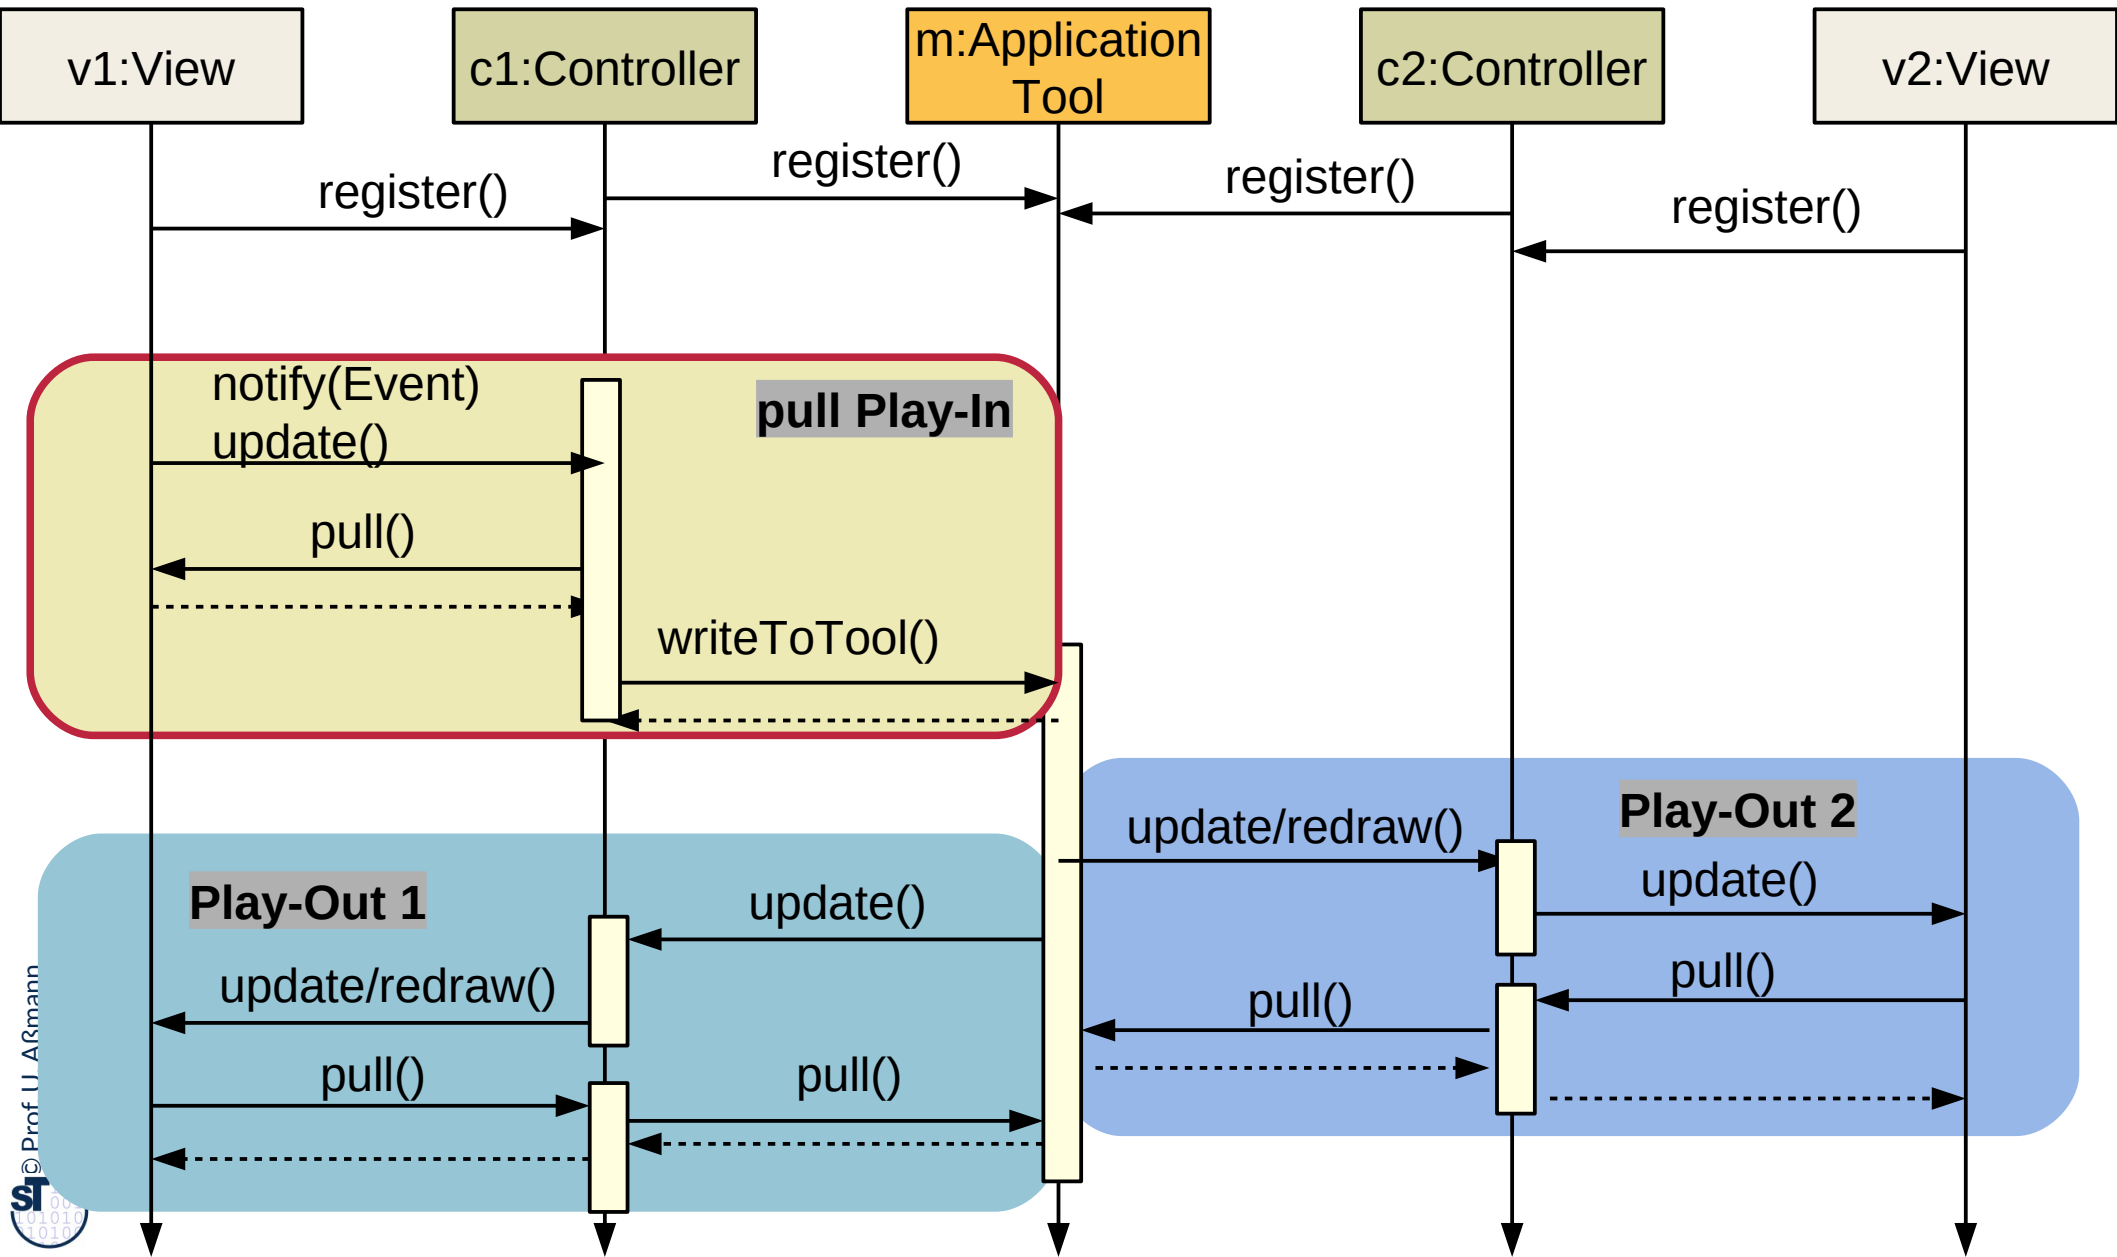 v1:View
c1:Controller
m:Application
Tool
c2:Controller
v2:View
register()
register()
register()
register()
notify(Event)
update()
pull Play-In
pull()
writeToTool()
Play-Out 2
update/redraw()
update()
Play-Out 1
update()
pull()
update/redraw()
pull()
pull()
pull()
© Prof. U. Aßmann
ST